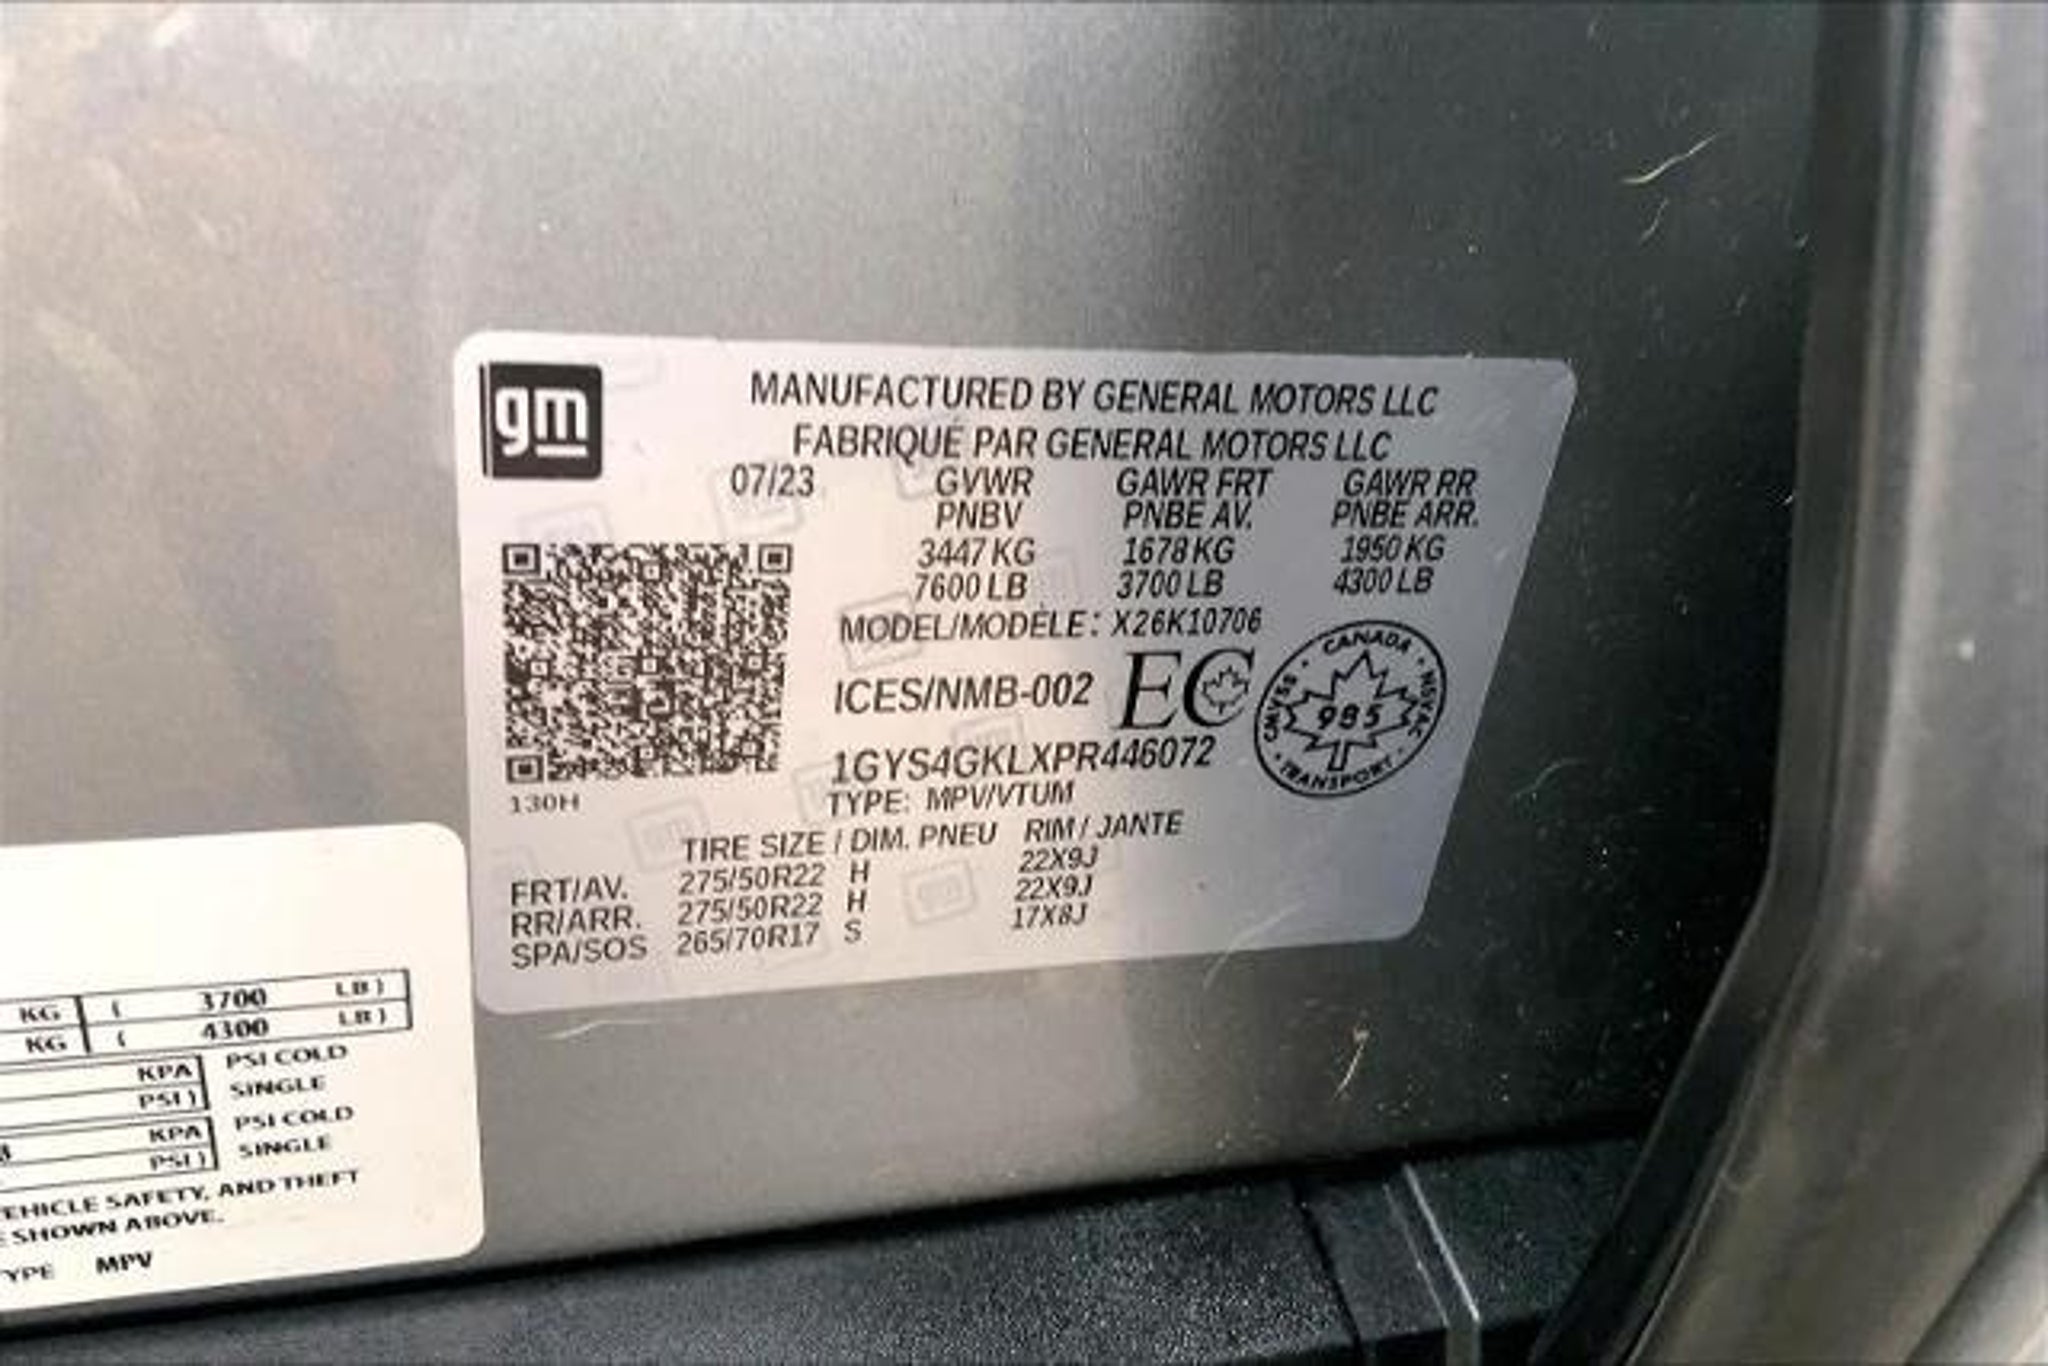 gm
MANUFACTURED BY GENERAL MOTORS LLC
FABRIQUÉ PAR GENERAL MOTORS LLC
07/23 GVWR GAWR FRT GAWR RR
PNBV PNBE AV. PNBE ARR.
3447 KG 1678 KG 1950 KG
7600 LB 3700 LB 4300 LB
MODEL/MODÈLE: X26K10706
ICES/NMB-002 EC
CANADA
CMVSS 985 NSVAC
TRANSPORT
1GYS4GKLXPR446072
130H
TYPE: MPV/VTUM
TIRE SIZE / DIM. PNEU RIM / JANTE
FRT/AV. 275/50R22 H 22X9J
RR/ARR. 275/50R22 H 22X9J
SPA/SOS 265/70R17 S 17X8J
KG ( 3700 LB )
KG ( 4300 LB )
KPA PSI COLD
PSI ) SINGLE
KPA PSI COLD
PSI ) SINGLE
EHICLE SAFETY, AND THEFT
E SHOWN ABOVE.
YPE MPV